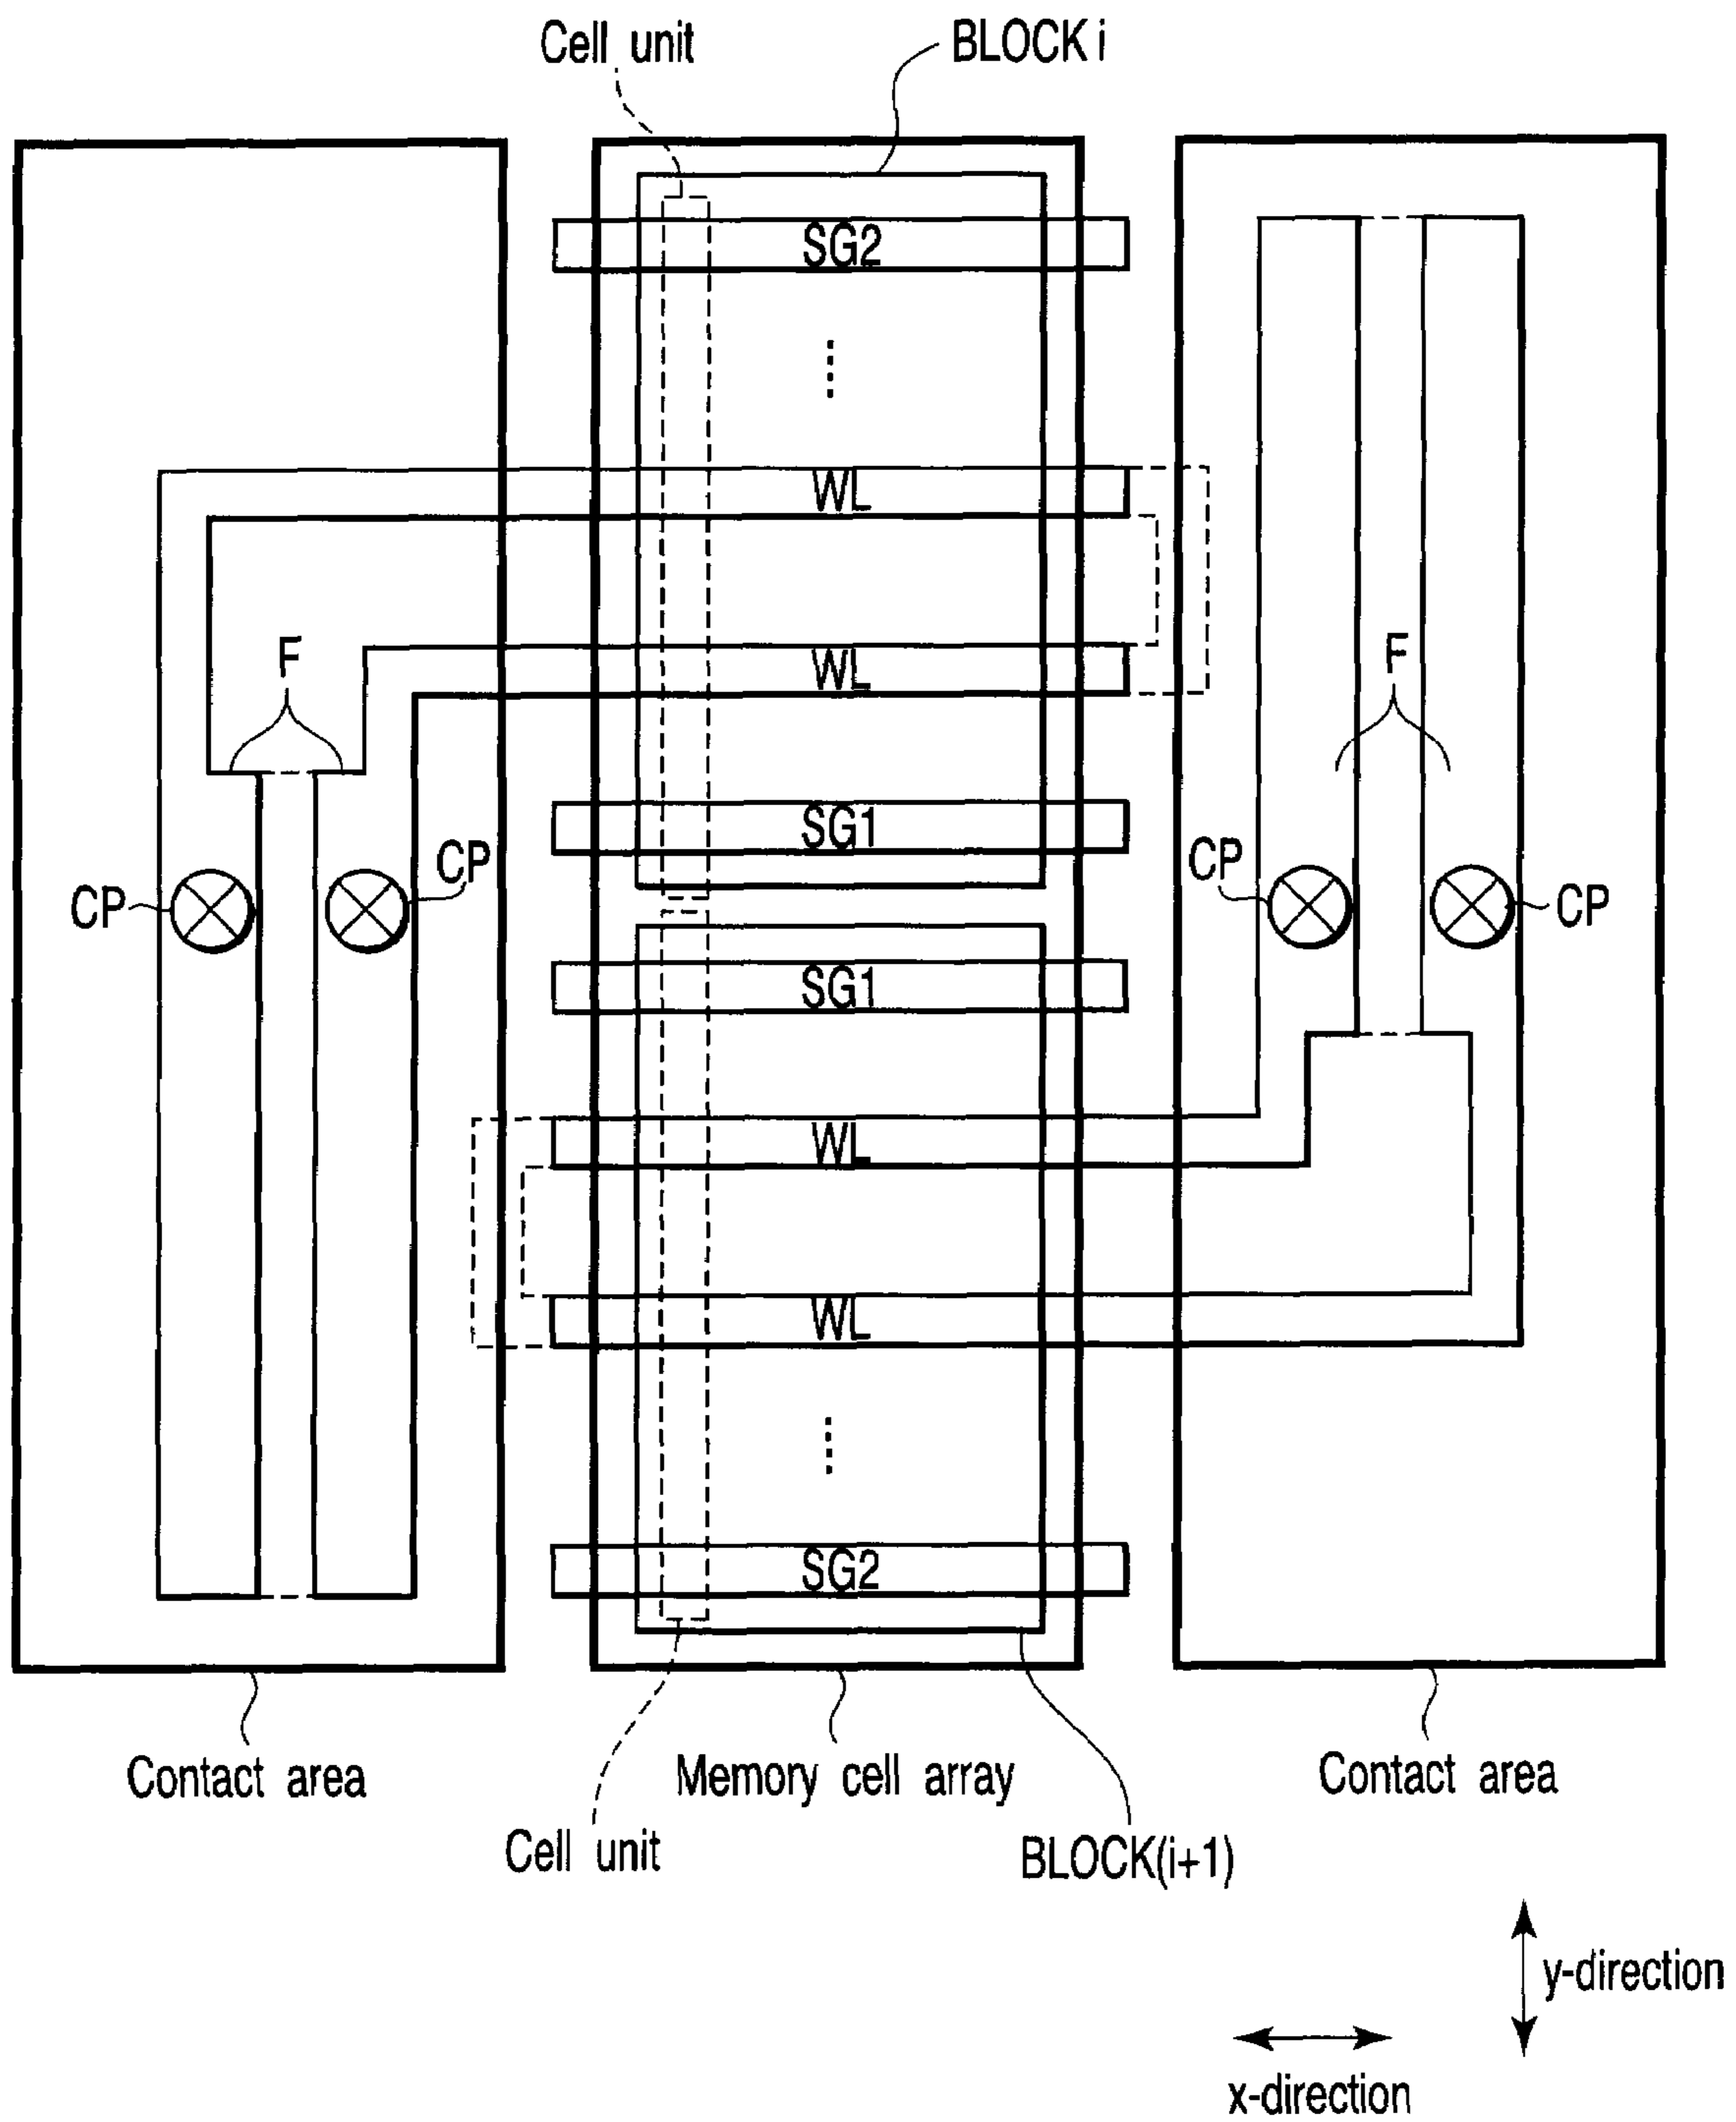 Cell unit
BLOCK i
SG2
WL
F
WL
F
SG1
CP
CP
CP
CP
SG1
WL
WL
SG2
Contact area
Memory cell array
Contact area
Cell unit
BLOCK(i+1)
y-direction
x-direction